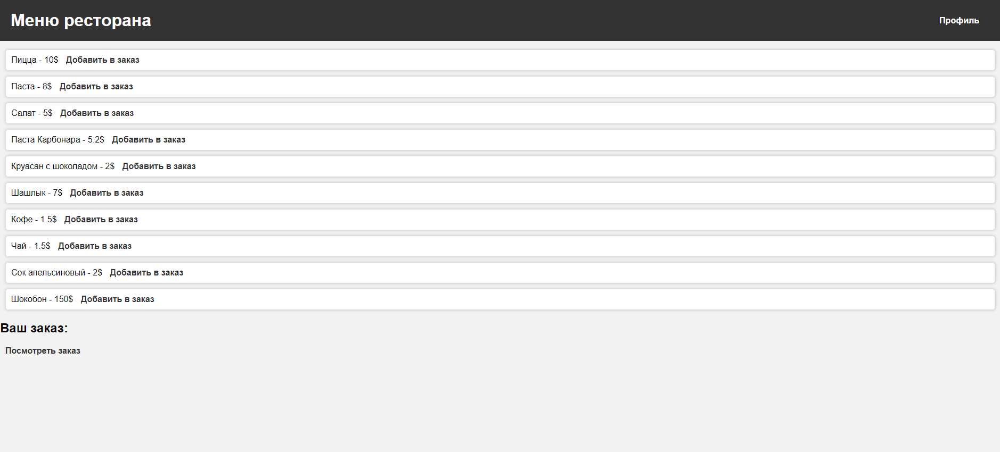 Меню ресторана Профиль
Пицца - 10$ Добавить в заказ
Паста - 8$ Добавить в заказ
Салат - 5$ Добавить в заказ
Паста Карбонара - 5.2$ Добавить в заказ
Круасан с шоколадом - 2$ Добавить в заказ
Шашлык - 7$ Добавить в заказ
Кофе - 1.5$ Добавить в заказ
Чай - 1.5$ Добавить в заказ
Сок апельсиновый - 2$ Добавить в заказ
Шокобон - 150$ Добавить в заказ
Ваш заказ:
Посмотреть заказ